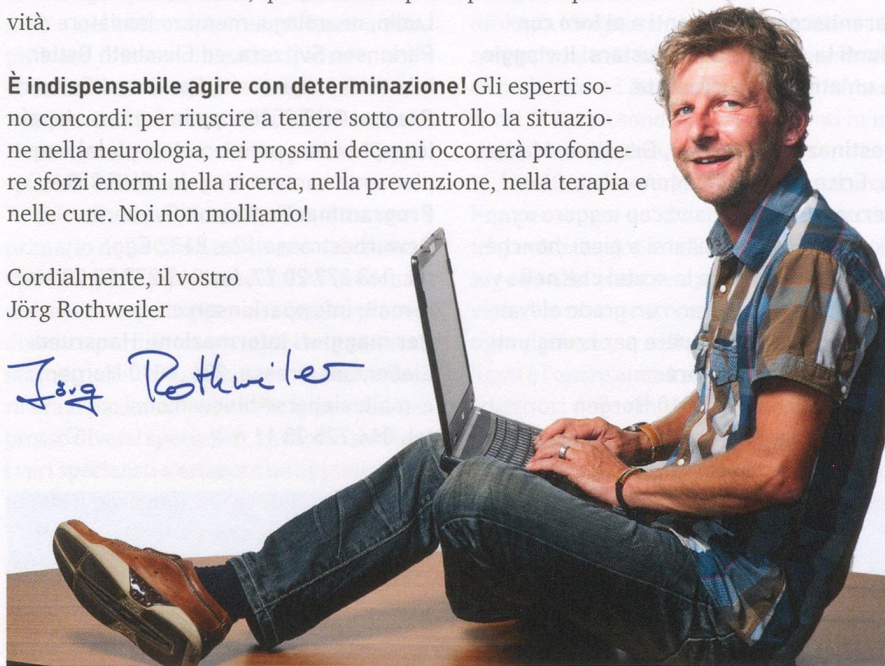 vità.
È indispensabile agire con determinazione! Gli esperti so-
no concordi: per riuscire a tenere sotto controllo la situazio-
ne nella neurologia, nei prossimi decenni occorrerà profonde-
re sforzi enormi nella ricerca, nella prevenzione, nella terapia e
nelle cure. Noi non molliamo!
Cordialmente, il vostro
Jörg Rothweiler
Jörg Rothweiler